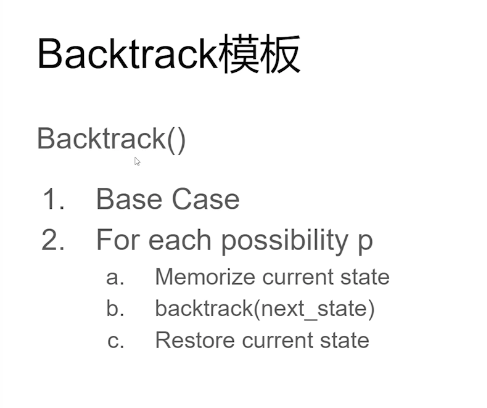 Backtrack模板
Backtrack()
1. Base Case
2. For each possibility p
a. Memorize current state
b. backtrack(next_state)
c. Restore current state